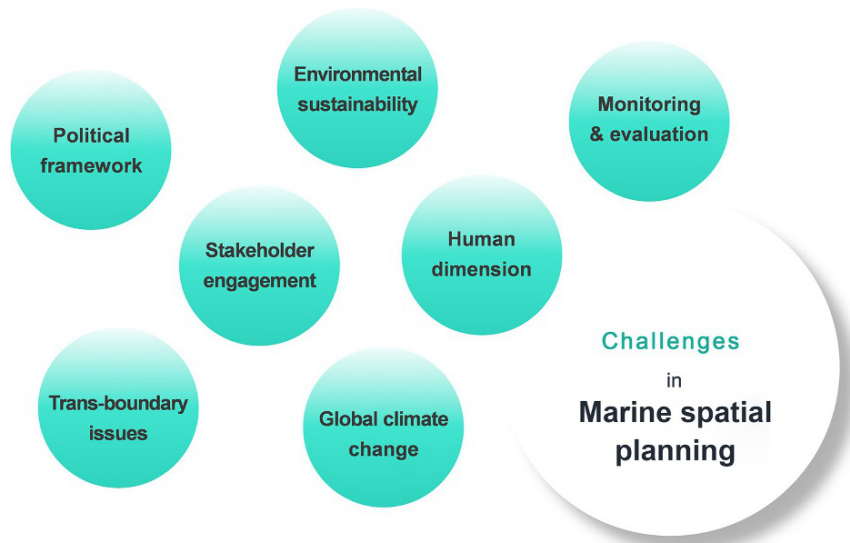 Environmental
sustainability
Monitoring
& evaluation
Political
framework
Stakeholder
engagement
Human
dimension
Trans-boundary
issues
Global climate
change
Challenges
in
Marine spatial
planning